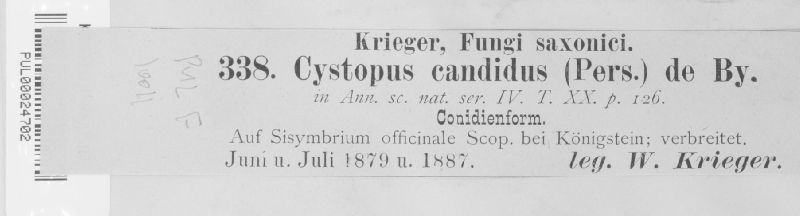 Krieger, Fungi saxonici.
338. Cystopus candidus (Pers.) de By.
in Ann. sc. nat. ser. IV. T. XX. p. 126.
Conidienform.
Auf Sisymbrium officinale Scop. bei Königstein; verbreitet.
Juni u. Juli 1879 u. 1887.
leg. W. Krieger.
PUL00024702
PUL F